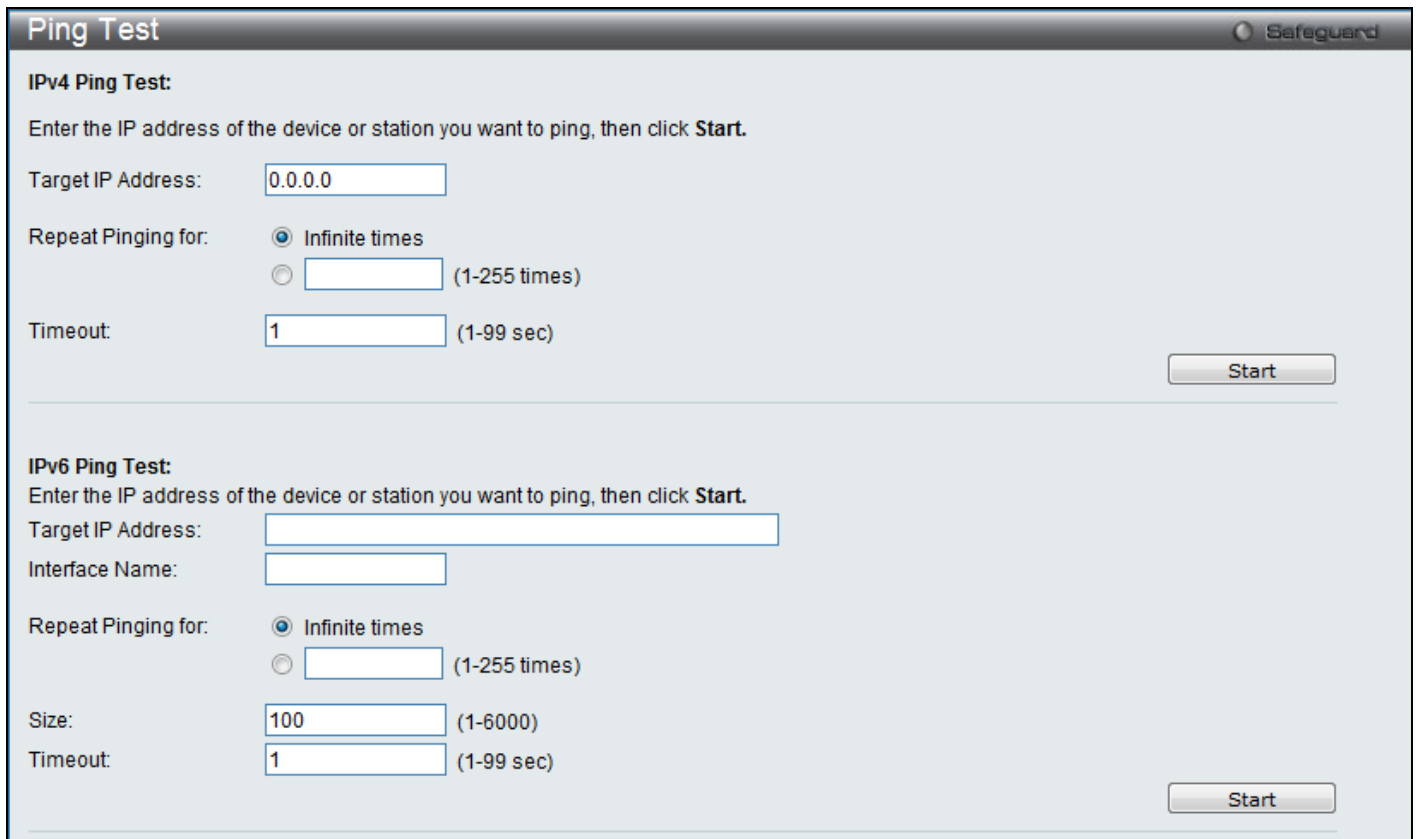 Ping Test
Safeguard
IPv4 Ping Test:
Enter the IP address of the device or station you want to ping, then click Start.
Target IP Address: 0.0.0.0
Repeat Pinging for: Infinite times
(1-255 times)
Timeout: 1 (1-99 sec)
Start
IPv6 Ping Test:
Enter the IP address of the device or station you want to ping, then click Start.
Target IP Address:
Interface Name:
Repeat Pinging for: Infinite times
(1-255 times)
Size: 100 (1-6000)
Timeout: 1 (1-99 sec)
Start